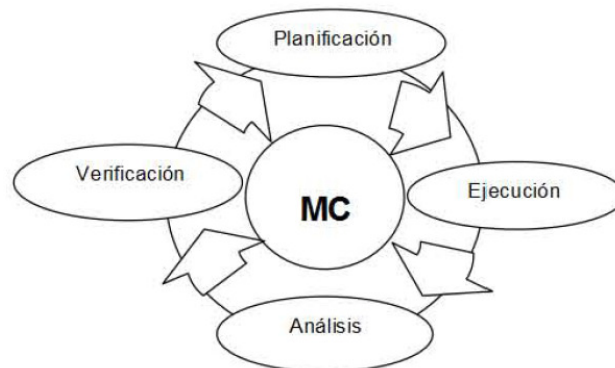 Planificación
Verificación
MC
Ejecución
Análisis